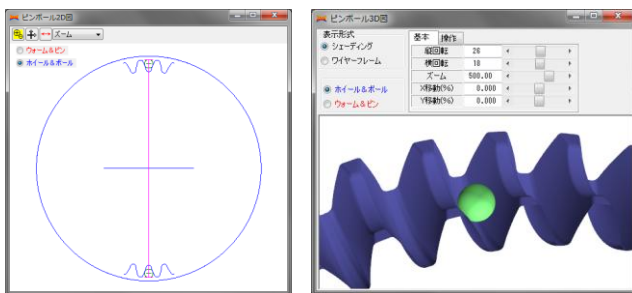 ピンボール2D図
ズーム
ウォーム&ピン
ホイール&ボール
ピンボール3D図
表示形式
シェーディング
ワイヤーフレーム
ホイール&ボール
ウォーム&ピン
基本 操作
縦回転 26
横回転 18
ズーム 500.00
X移動(%) 0.000
Y移動(%) 0.000